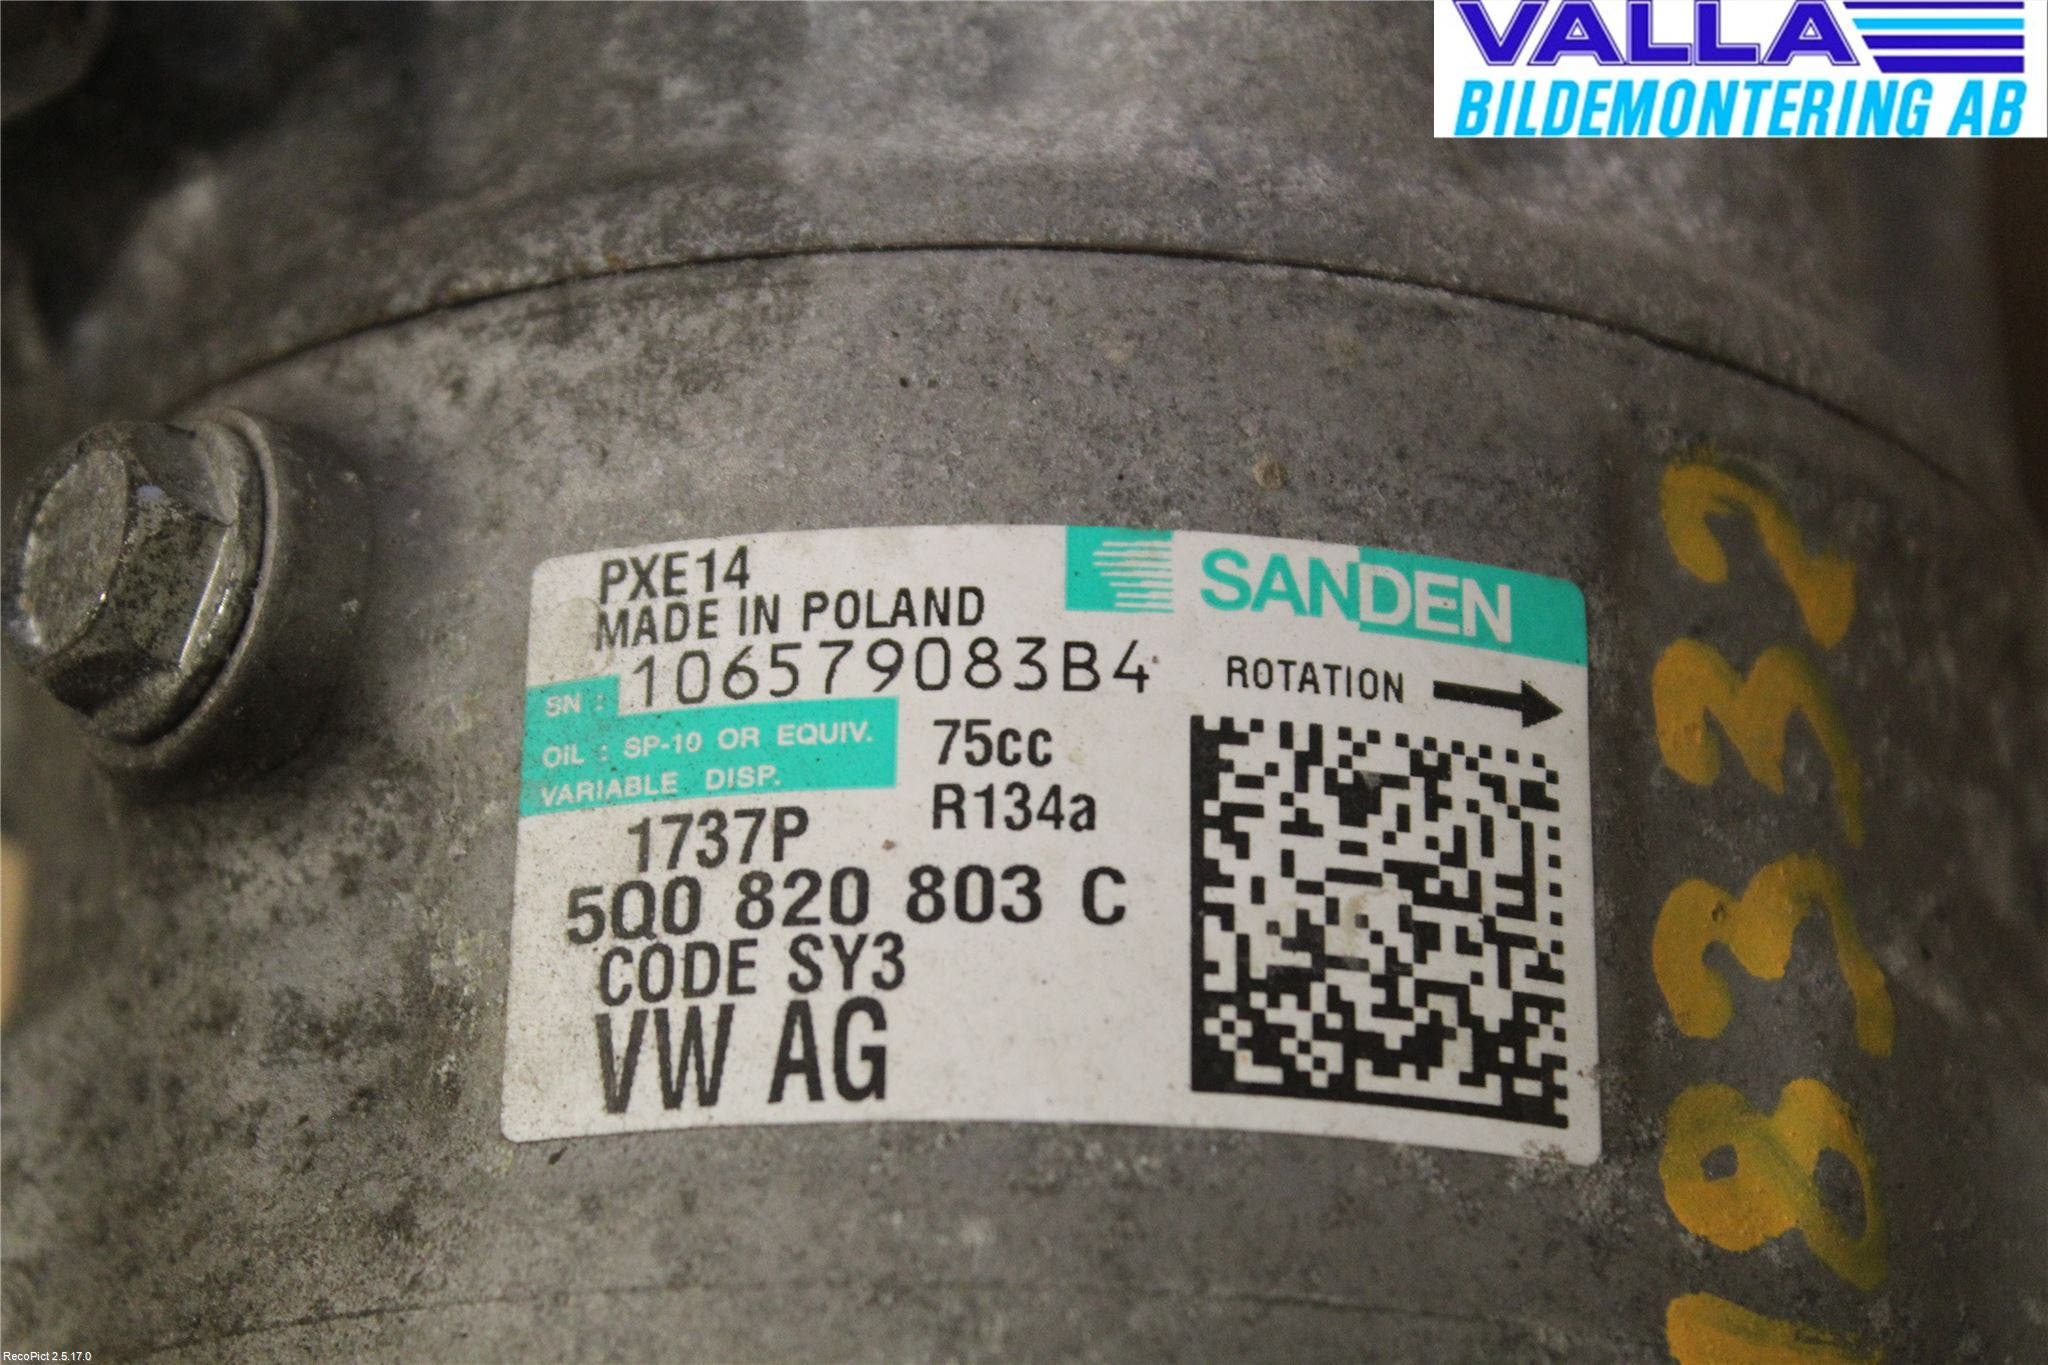 VALLA
BILDEMONTERING AB
PXE14
MADE IN POLAND
SANDEN
SN : 106579083B4
ROTATION
OIL : SP-10 OR EQUIV.
VARIABLE DISP.
75cc
R134a
1737P
5Q0 820 803 C
CODE SY3
VW AG
RecoPict 2.5.17.0